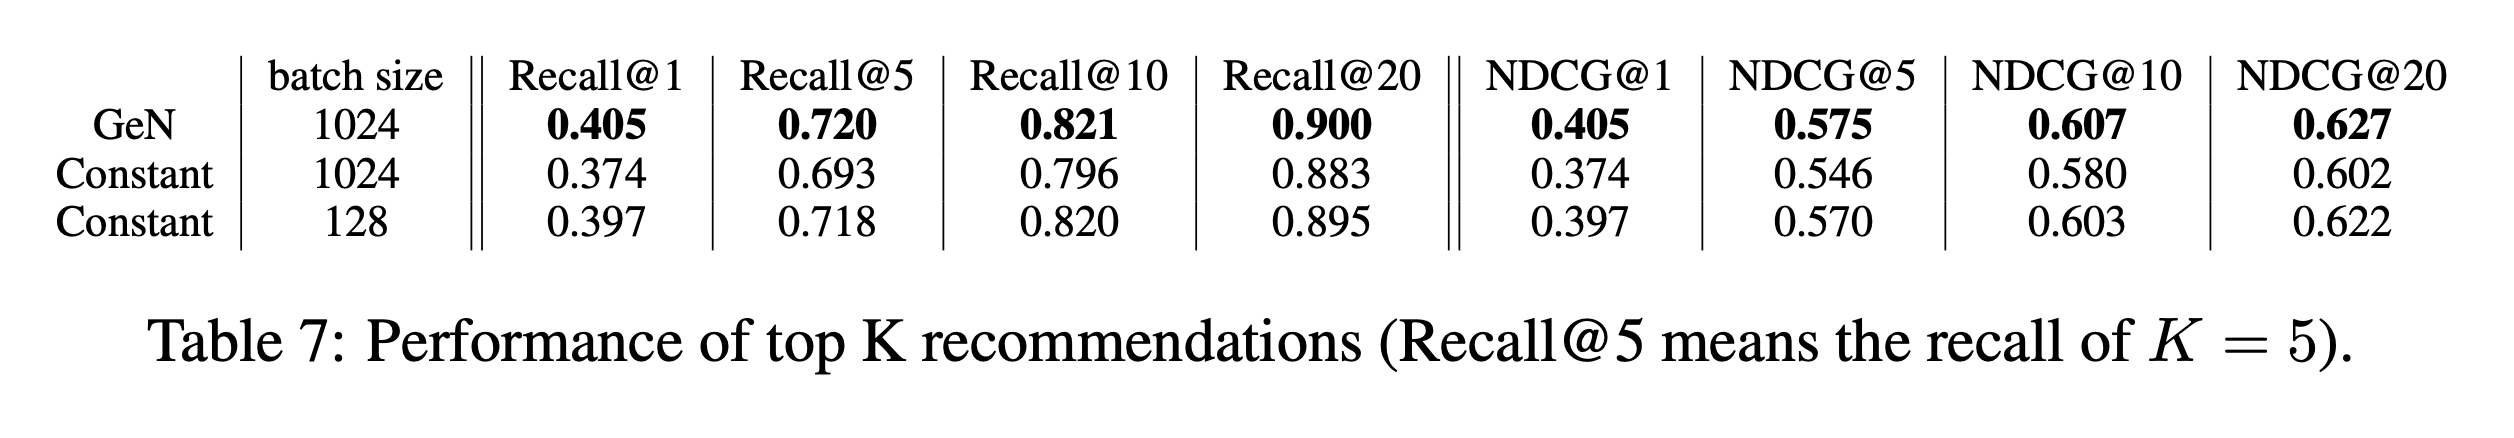 batch size Recall@1 Recall@5 Recall@10 Recall@20 NDCG@1 NDCG@5 NDCG@10 NDCG@20
GeN 1024 0.405 0.720 0.821 0.900 0.405 0.575 0.607 0.627
Constant 1024 0.374 0.693 0.796 0.883 0.374 0.546 0.580 0.602
Constant 128 0.397 0.718 0.820 0.895 0.397 0.570 0.603 0.622
Table 7: Performance of top K recommendations (Recall@5 means the recall of K = 5).